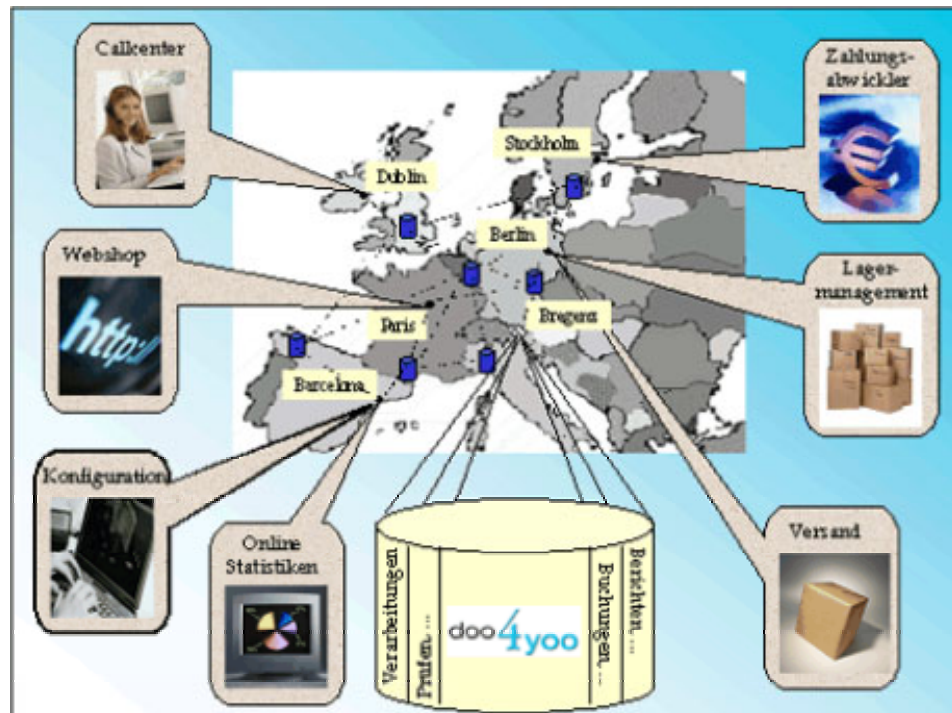 Callcenter
Zahlungs-
abwickler
Stockholm
Dublin
Berlin
Webshop
http://
Lager-
management
Paris
Bregenz
Barcelona
Konfiguration
Online
Statistiken
Versand
Verarbeitungen
Prüfen, ...
doo4yoo
Buchungen, ...
Berichten, ...